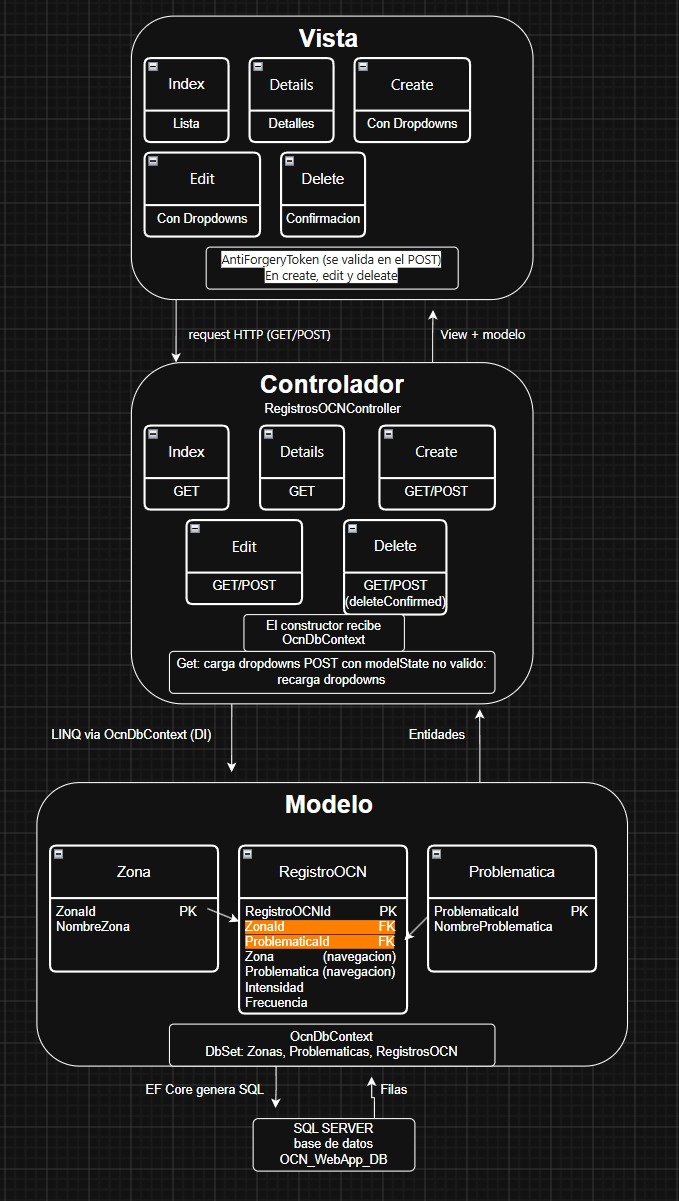 Vista
Index
Details
Create
Lista
Detalles
Con Dropdowns
Edit
Delete
Con Dropdowns
Confirmacion
AntiForgeryToken (se valida en el POST)
En create, edit y deleate
request HTTP (GET/POST)
View + modelo
Controlador
RegistrosOCNController
Index
Details
Create
GET
GET
GET/POST
Edit
Delete
GET/POST
GET/POST
(deleteConfirmed)
El constructor recibe
OcnDbContext
Get: carga dropdowns POST con modelState no valido:
recarga dropdowns
LINQ via OcnDbContext (DI)
Entidades
Modelo
Zona
RegistroOCN
Problematica
ZonaId PK
NombreZona
RegistroOCNId PK
ZonaId FK
ProblematicaId FK
Zona (navegacion)
Problematica (navegacion)
Intensidad
Frecuencia
ProblematicaId PK
NombreProblematica
OcnDbContext
DbSet: Zonas, Problematicas, RegistrosOCN
EF Core genera SQL
Filas
SQL SERVER
base de datos
OCN_WebApp_DB